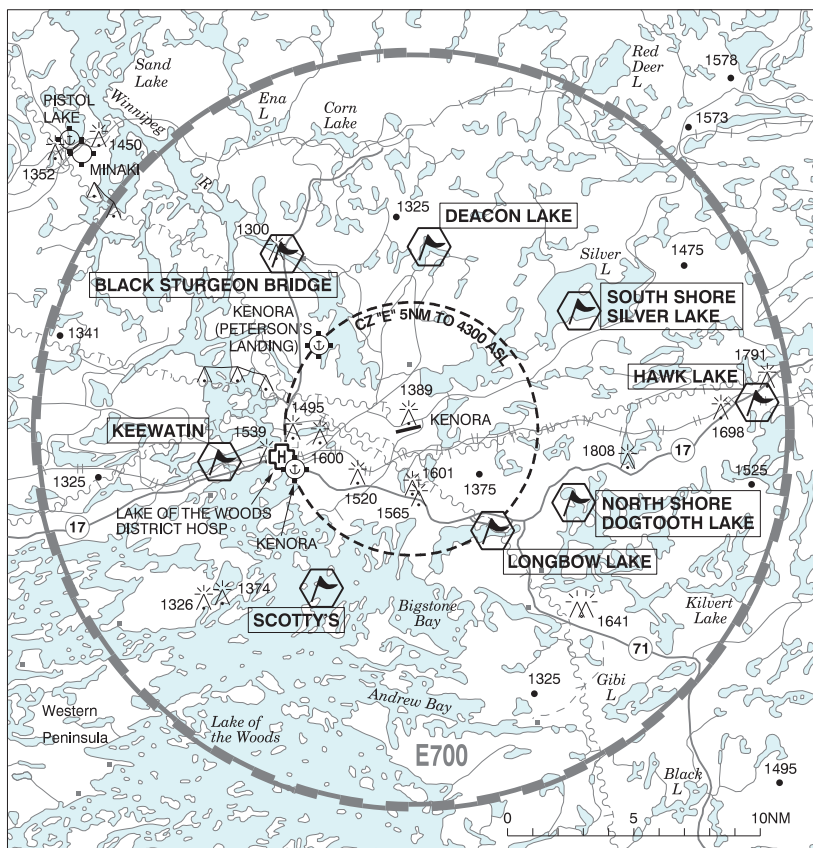 Sand
Lake
Red
Deer
L
1578
PISTOL
LAKE
Winnipeg
Ena
L
Corn
Lake
1573
1450
1352
MINAKI
R
1325
DEACON LAKE
1300
Silver
L
1475
BLACK STURGEON BRIDGE
SOUTH SHORE
SILVER LAKE
KENORA
(PETERSON'S
LANDING)
CZ "E" 5NM TO 4300 ASL
1341
1791
HAWK LAKE
1389
1495
KENORA
KEEWATIN
1539
1698
1600
1808
17
1601
1325
1520
1375
1525
1565
LAKE OF THE WOODS
DISTRICT HOSP
NORTH SHORE
DOGTOOTH LAKE
17
KENORA
LONGBOW LAKE
1374
1326
SCOTTY'S
Bigstone
Bay
1641
Kilvert
Lake
71
1325
Gibi
L
Andrew Bay
Western
Peninsula
Lake of
the Woods
E700
Black
L
1495
H
0 5 10NM